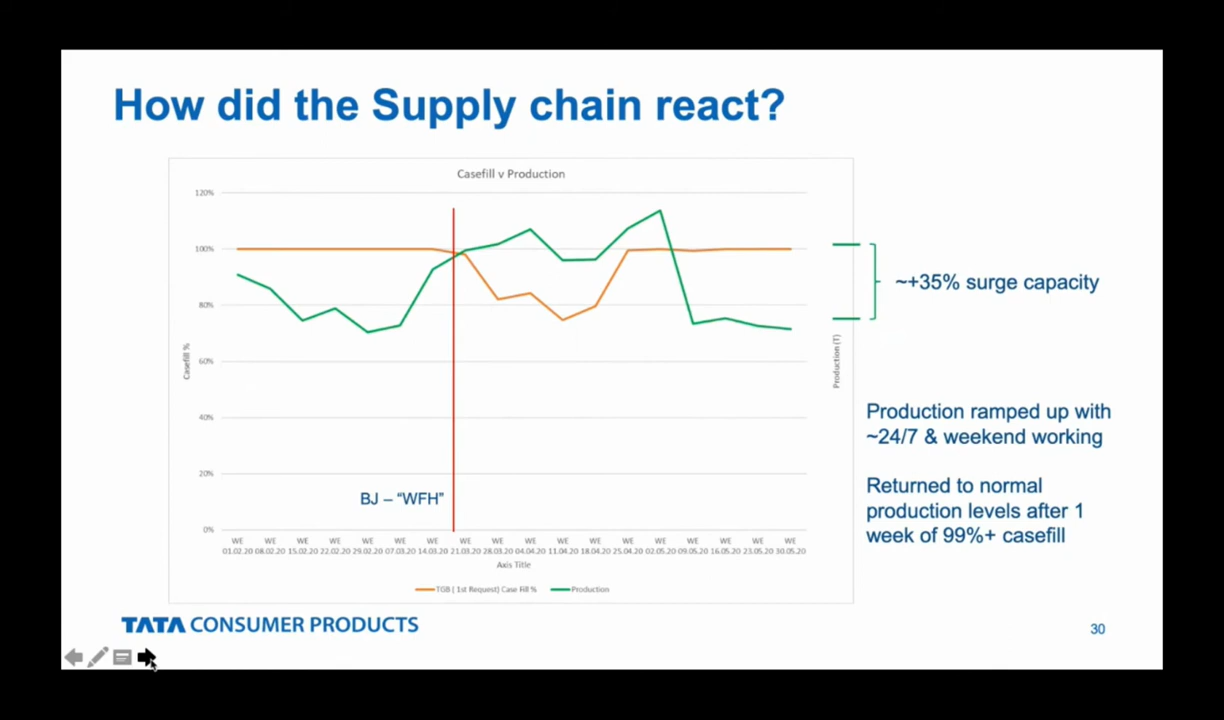 How did the Supply chain react?
Casefill v Production
120%
100%
80%
60%
40%
20%
0%
Casefill %
Production (T)
BJ – “WFH”
WE WE WE WE WE WE WE WE WE WE WE WE WE WE WE WE WE WE
01.02.20 08.02.20 15.02.20 22.02.20 29.02.20 07.03.20 14.03.20 21.03.20 28.03.20 04.04.20 11.04.20 18.04.20 25.04.20 02.05.20 09.05.20 16.05.20 23.05.20 30.05.20
Axis Title
TGB ( 1st Request) Case Fill % Production
~+35% surge capacity
Production ramped up with
~24/7 & weekend working
Returned to normal
production levels after 1
week of 99%+ casefill
TATA CONSUMER PRODUCTS
30